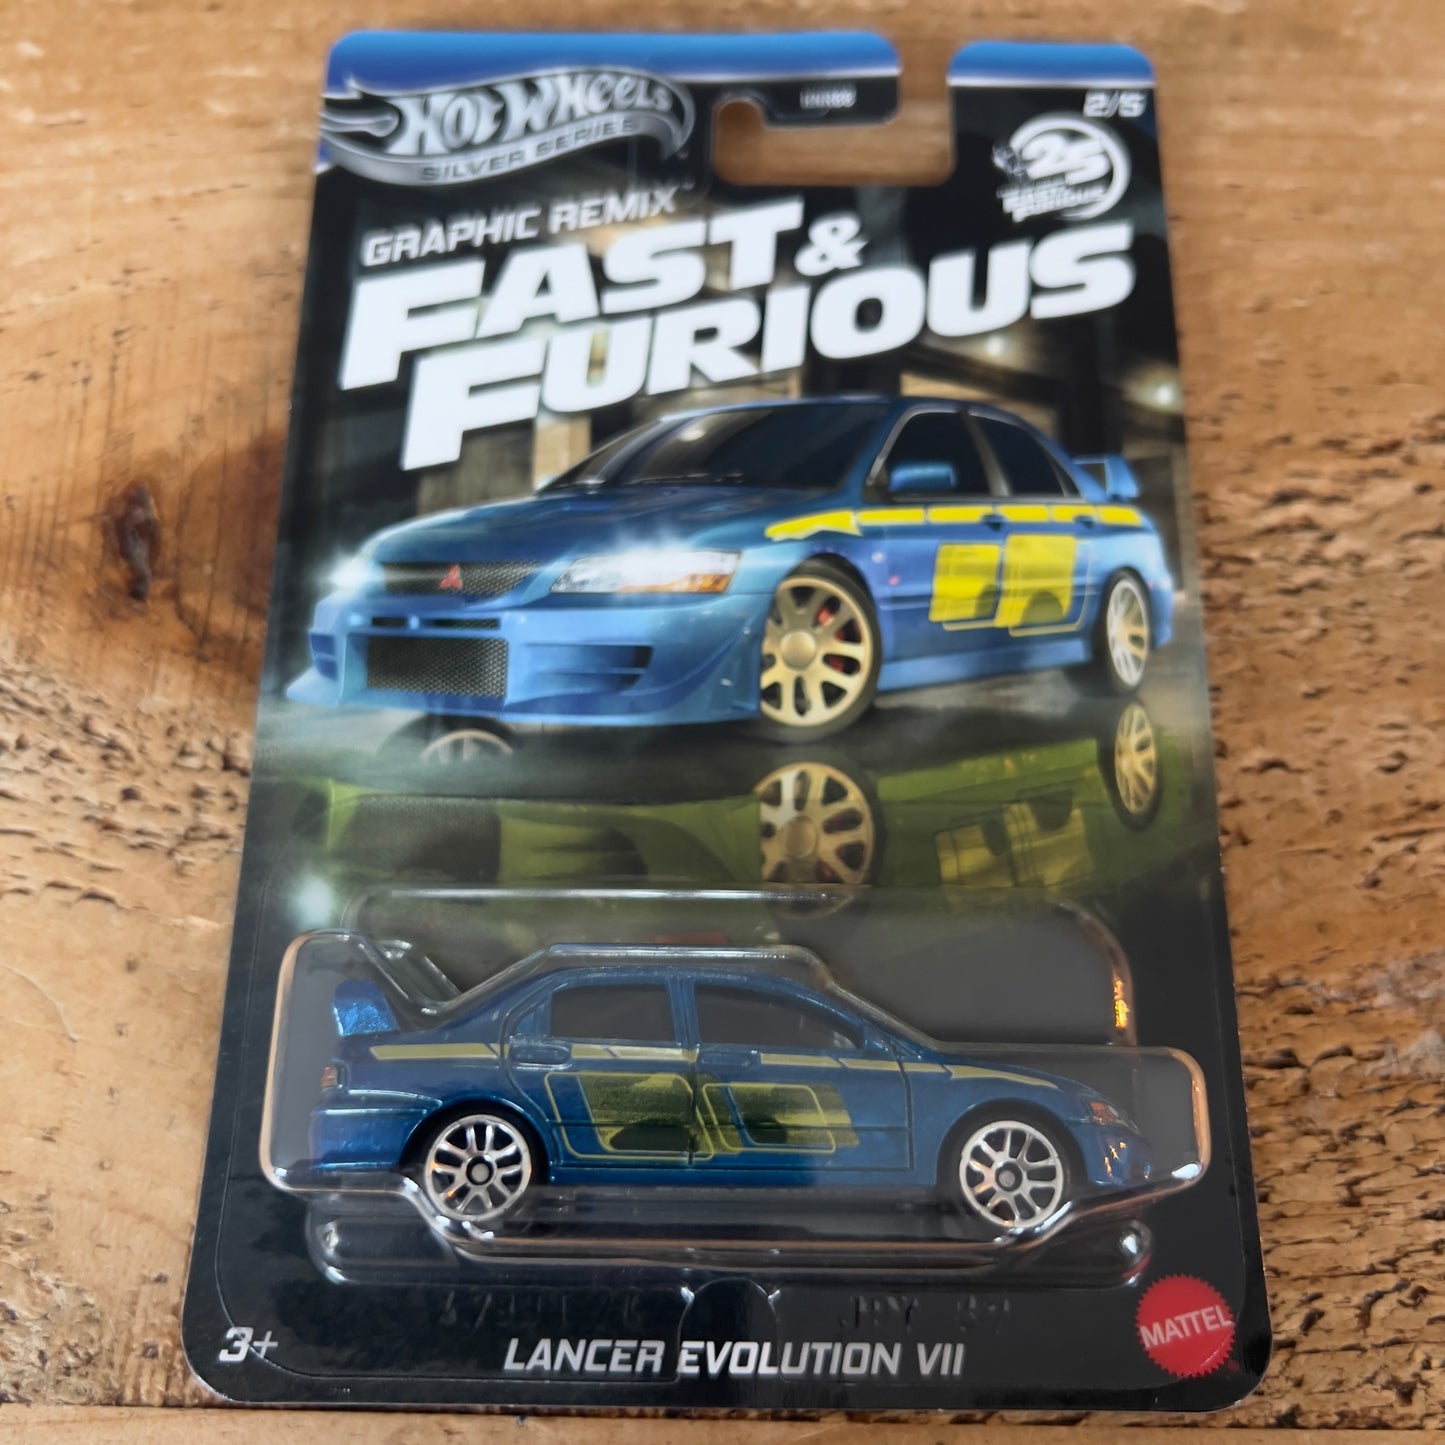 HOT WHEELS
SILVER SERIES
2/5
25
GRAPHIC REMIX
FAST &
FURIOUS
3+
LANCER EVOLUTION VII
MATTEL